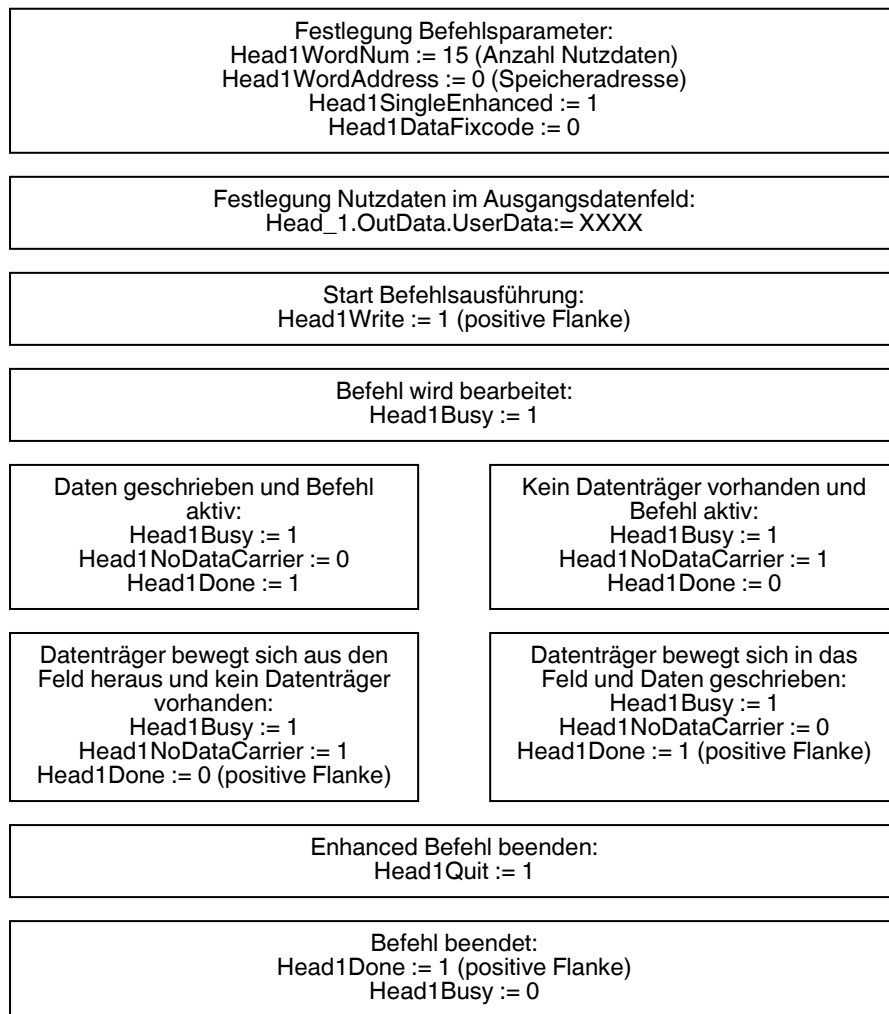 Festlegung Befehlsparameter:
Head1WordNum := 15 (Anzahl Nutzdaten)
Head1WordAddress := 0 (Speicheradresse)
Head1SingleEnhanced := 1
Head1DataFixcode := 0
Festlegung Nutzdaten im Ausgangsdatenfeld:
Head_1.OutData.UserData:= XXXX
Start Befehlsausführung:
Head1Write := 1 (positive Flanke)
Befehl wird bearbeitet:
Head1Busy := 1
Daten geschrieben und Befehl
aktiv:
Head1Busy := 1
Head1NoDataCarrier := 0
Head1Done := 1
Kein Datenträger vorhanden und
Befehl aktiv:
Head1Busy := 1
Head1NoDataCarrier := 1
Head1Done := 0
Datenträger bewegt sich aus den
Feld heraus und kein Datenträger
vorhanden:
Head1Busy := 1
Head1NoDataCarrier := 1
Head1Done := 0 (positive Flanke)
Datenträger bewegt sich in das
Feld und Daten geschrieben:
Head1Busy := 1
Head1NoDataCarrier := 0
Head1Done := 1 (positive Flanke)
Enhanced Befehl beenden:
Head1Quit := 1
Befehl beendet:
Head1Done := 1 (positive Flanke)
Head1Busy := 0